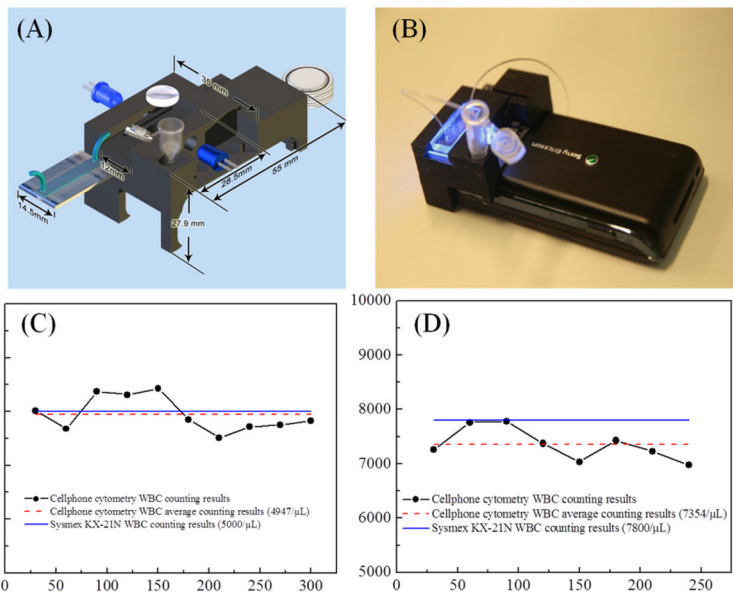 (A)
35 mm
12mm
14.5mm
28.5mm
55 mm
27.9 mm
(B)
Sony Ericsson
(C)
Cellphone cytometry WBC counting results
Cellphone cytometry WBC average counting results (4947/µL)
Sysmex KX-21N WBC counting results (5000/µL)
0 50 100 150 200 250 300
(D)
10000
9000
8000
7000
6000
5000
Cellphone cytometry WBC counting results
Cellphone cytometry WBC average counting results (7354/µL)
Sysmex KX-21N WBC counting results (7800/µL)
0 50 100 150 200 250